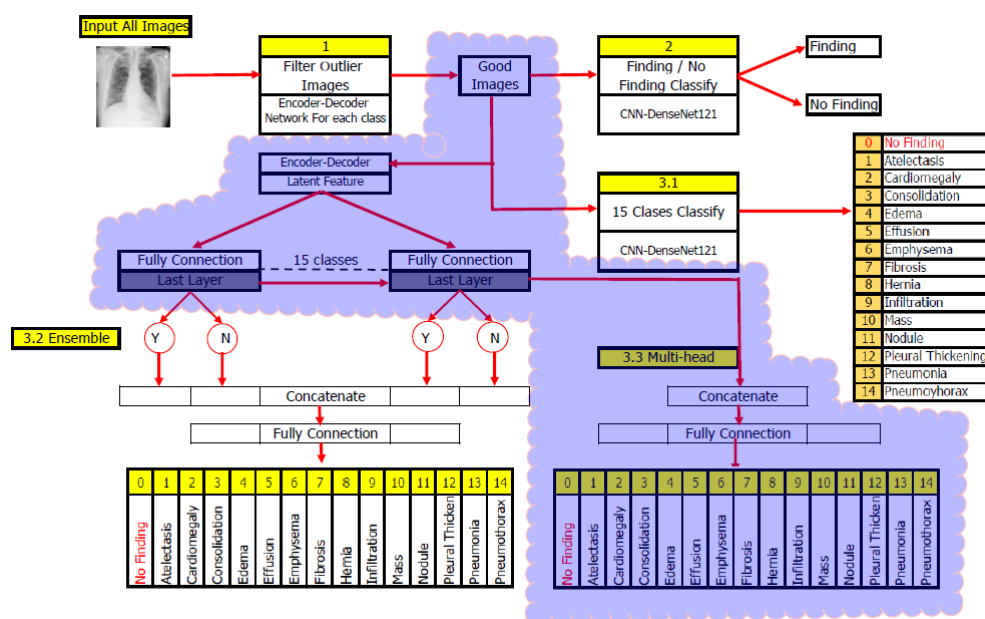 Input All Images
1
Filter Outlier
Images
Encoder-Decoder
Network For each class
Good
Images
2
Finding / No
Finding Classify
CNN-DenseNet121
Finding
No Finding
Encoder-Decoder
Latent Feature
3.1
15 Clases Classify
CNN-DenseNet121
0 No Finding
1 Atelectasis
2 Cardiomegaly
3 Consolidation
4 Edema
5 Effusion
6 Emphysema
7 Fibrosis
8 Hernia
9 Infiltration
10 Mass
11 Nodule
12 Pleural Thickening
13 Pneumonia
14 Pneumoyhorax
Fully Connection
Last Layer
15 classes
Fully Connection
Last Layer
3.2 Ensemble
Y
N
Y
N
3.3 Multi-head
Concatenate
Fully Connection
Concatenate
Fully Connection
0 1 2 3 4 5 6 7 8 9 10 11 12 13 14
No Finding
Atelectasis
Cardiomegaly
Consolidation
Edema
Effusion
Emphysema
Fibrosis
Hernia
Infiltration
Mass
Nodule
Pleural Thicken
Pneumonia
Pneumothorax
0 1 2 3 4 5 6 7 8 9 10 11 12 13 14
No Finding
Atelectasis
Cardiomegaly
Consolidation
Edema
Effusion
Emphysema
Fibrosis
Hernia
Infiltration
Mass
Nodule
Pleural Thicken
Pneumonia
Pneumothorax